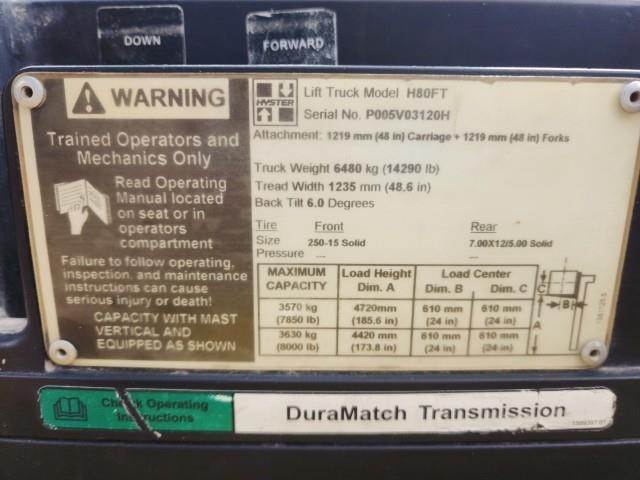 DOWN
FORWARD
WARNING
Trained Operators and
Mechanics Only
Read Operating
Manual located
on seat or in
operators
compartment
Failure to follow operating,
inspection, and maintenance
instructions can cause
serious injury or death!
CAPACITY WITH MAST
VERTICAL AND
EQUIPPED AS SHOWN
HYSTER
Lift Truck Model H80FT
Serial No. P005V03120H
Attachment: 1219 mm (48 in) Carriage + 1219 mm (48 in) Forks
Truck Weight 6480 kg (14290 lb)
Tread Width 1235 mm (48.6 in)
Back Tilt 6.0 Degrees
Tire Front Rear
Size 250-15 Solid 7.00X12/5.00 Solid
Pressure ... ...
MAXIMUM Load Height Load Center
CAPACITY Dim. A Dim. B Dim. C
3570 kg 4720mm 610 mm 610 mm
(7850 lb) (185.6 in) (24 in) (24 in)
3630 kg 4420 mm 610 mm 610 mm
(8000 lb) (173.8 in) (24 in) (24 in)
C
B
A
Check Operating
Instructions
DuraMatch Transmission